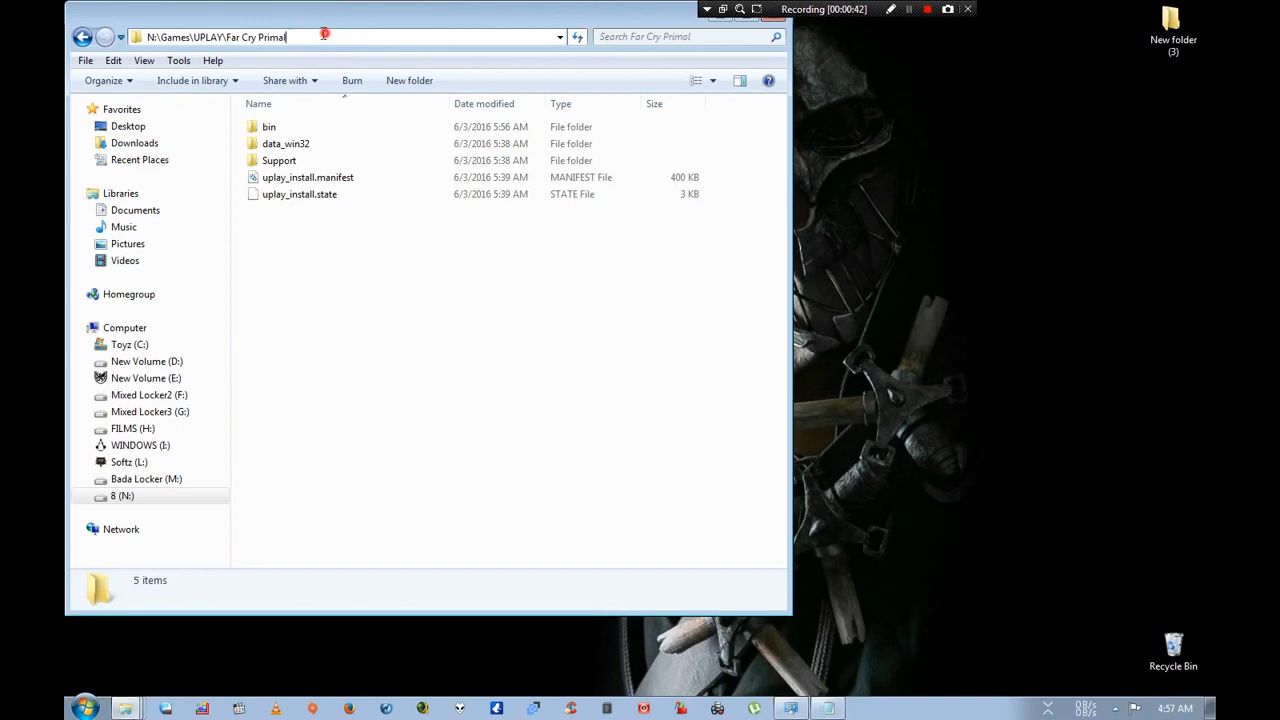 Recording [00:00:42]
N:\Games\UPLAY\Far Cry Primal
Search Far Cry Primal
File Edit View Tools Help
Organize Include in library Share with Burn New folder
Name Date modified Type Size
bin 6/3/2016 5:56 AM File folder
data_win32 6/3/2016 5:38 AM File folder
Support 6/3/2016 5:38 AM File folder
uplay_install.manifest 6/3/2016 5:39 AM MANIFEST File 400 KB
uplay_install.state 6/3/2016 5:39 AM STATE File 3 KB
Favorites
Desktop
Downloads
Recent Places
Libraries
Documents
Music
Pictures
Videos
Homegroup
Computer
Toyz (C:)
New Volume (D:)
New Volume (E:)
Mixed Locker2 (F:)
Mixed Locker3 (G:)
FILMS (H:)
WINDOWS (I:)
Softz (L:)
Bada Locker (M:)
8 (N:)
Network
5 items
New folder
(3)
Recycle Bin
0B/s
0B/s
4:57 AM